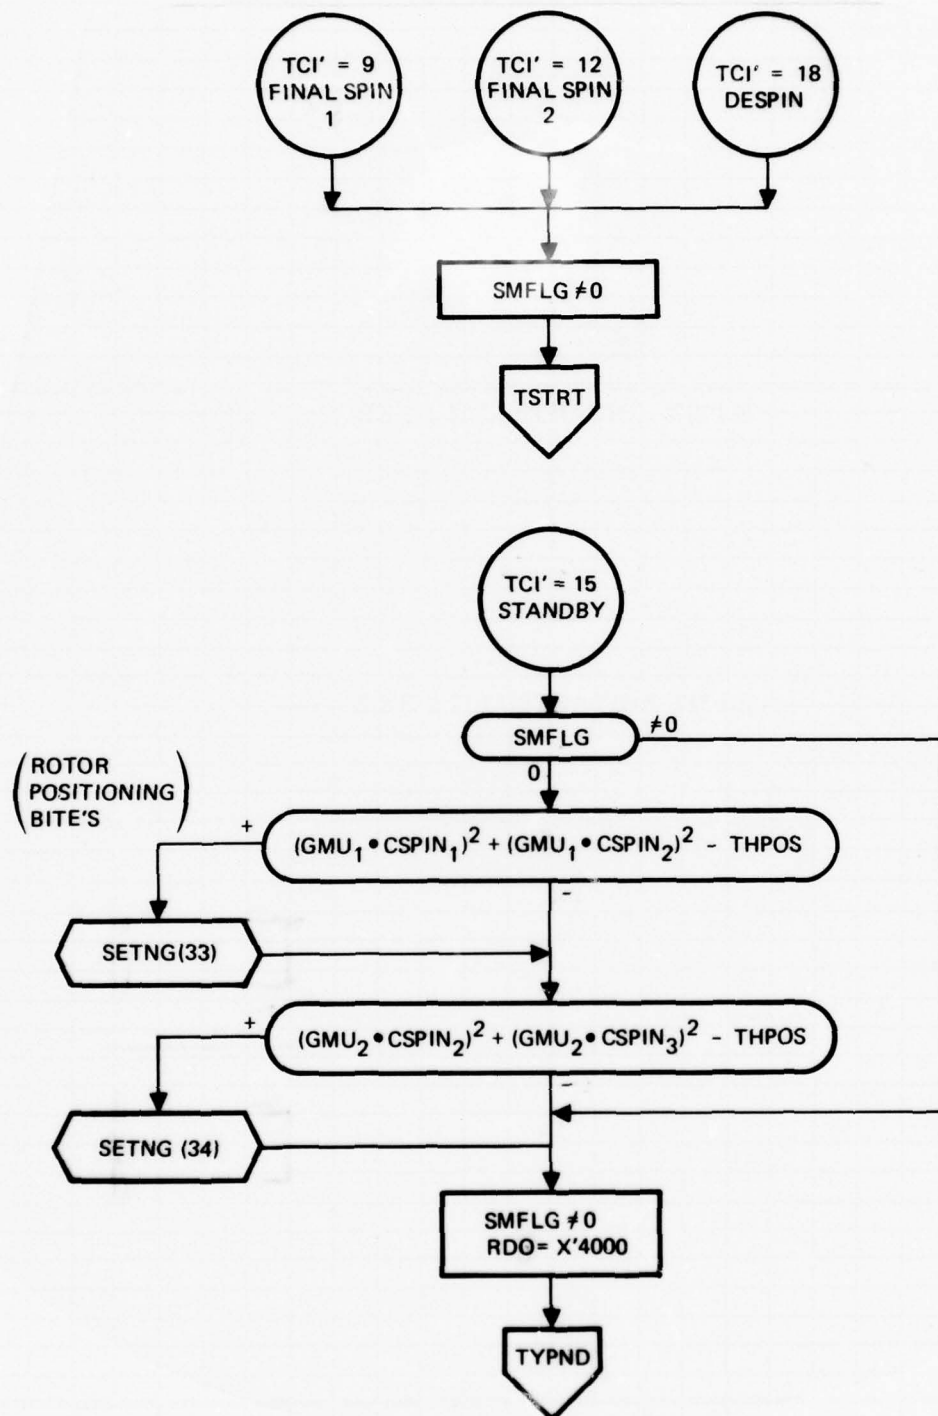 TCI' = 9
FINAL SPIN
1
TCI' = 12
FINAL SPIN
2
TCI' = 18
DESPIN
SMFLG ≠0
TSTRT
TCI' = 15
STANDBY
SMFLG
≠0
0
(ROTOR
POSITIONING
BITE'S)
+
(GMU₁•CSPIN₁)² + (GMU₁•CSPIN₂)² – THPOS
-
SETNG(33)
+
(GMU₂•CSPIN₂)² + (GMU₂•CSPIN₃)² – THPOS
-
SETNG (34)
SMFLG ≠0
RDO= X'4000
TYPND